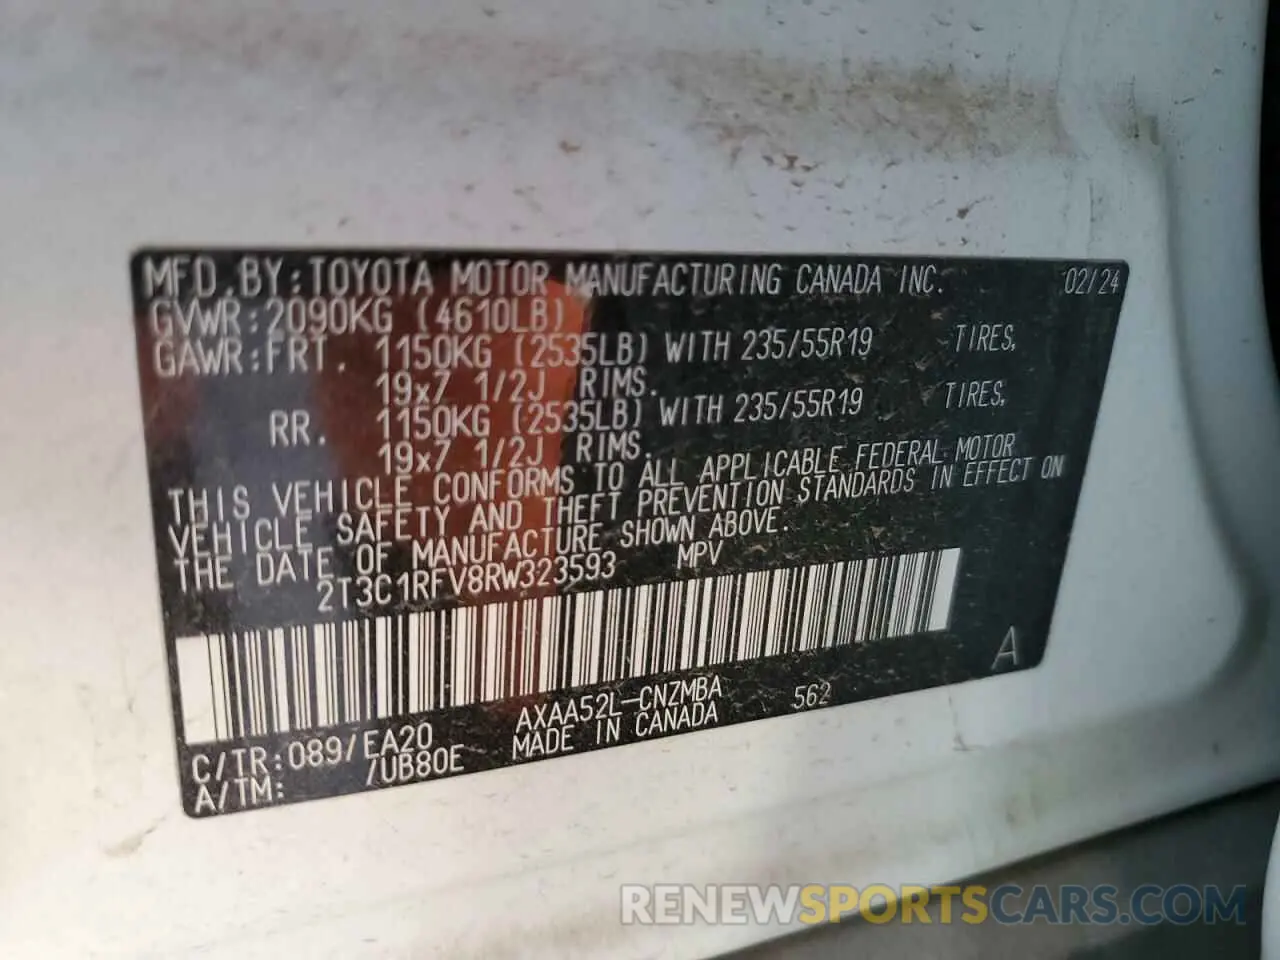 MFD.BY:TOYOTA MOTOR MANUFACTURING CANADA INC. 02/24
GVWR:2090KG (4610LB)
GAWR:FRT. 1150KG (2535LB) WITH 235/55R19 TIRES,
19x7 1/2J RIMS.
RR. 1150KG (2535LB) WITH 235/55R19 TIRES,
19x7 1/2J RIMS.
THIS VEHICLE CONFORMS TO ALL APPLICABLE FEDERAL MOTOR
VEHICLE SAFETY AND THEFT PREVENTION STANDARDS IN EFFECT ON
THE DATE OF MANUFACTURE SHOWN ABOVE.
2T3C1RFV8RW323593 MPV
A
AXAA52L-CNZMBA 562
C/TR:089/EA20 MADE IN CANADA
A/TM: /UB80E
RENEWSPORTSCARS.COM